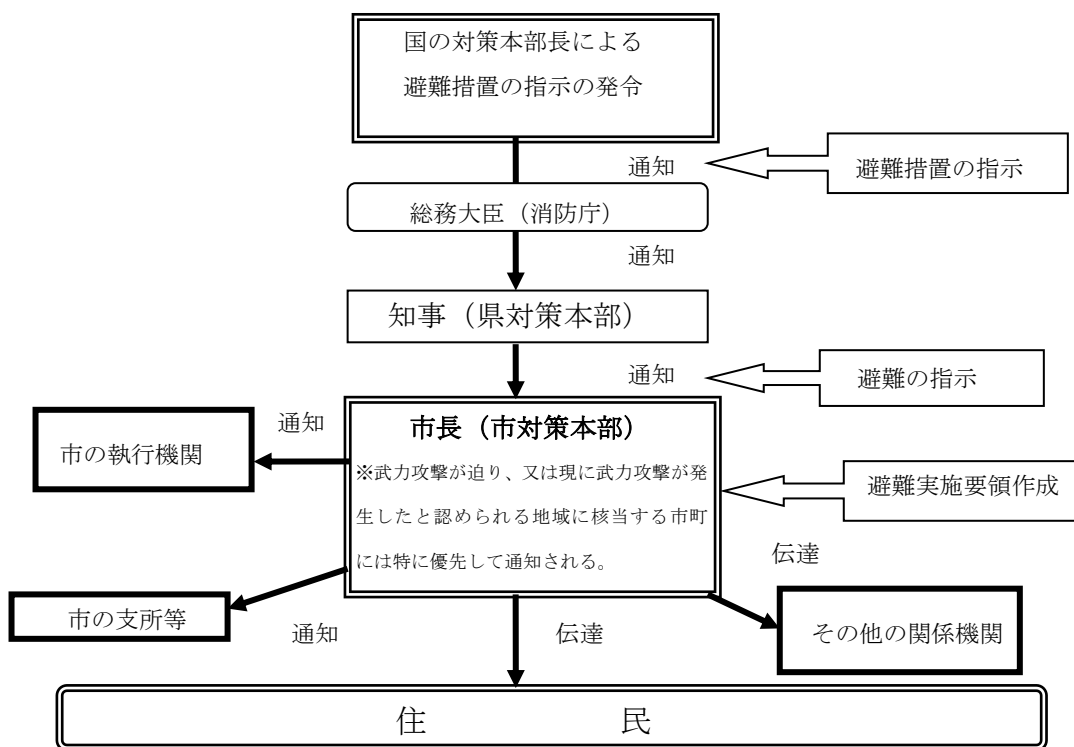 国の対策本部長による
避難措置の指示の発令
通知
避難措置の指示
総務大臣（消防庁）
通知
知事（県対策本部）
通知
避難の指示
市長（市対策本部）
※武力攻撃が迫り、又は現に武力攻撃が発
生したと認められる地域に核当する市町
には特に優先して通知される。
通知
市の執行機関
避難実施要領作成
伝達
市の支所等
通知
伝達
その他の関係機関
住　　　　　　民